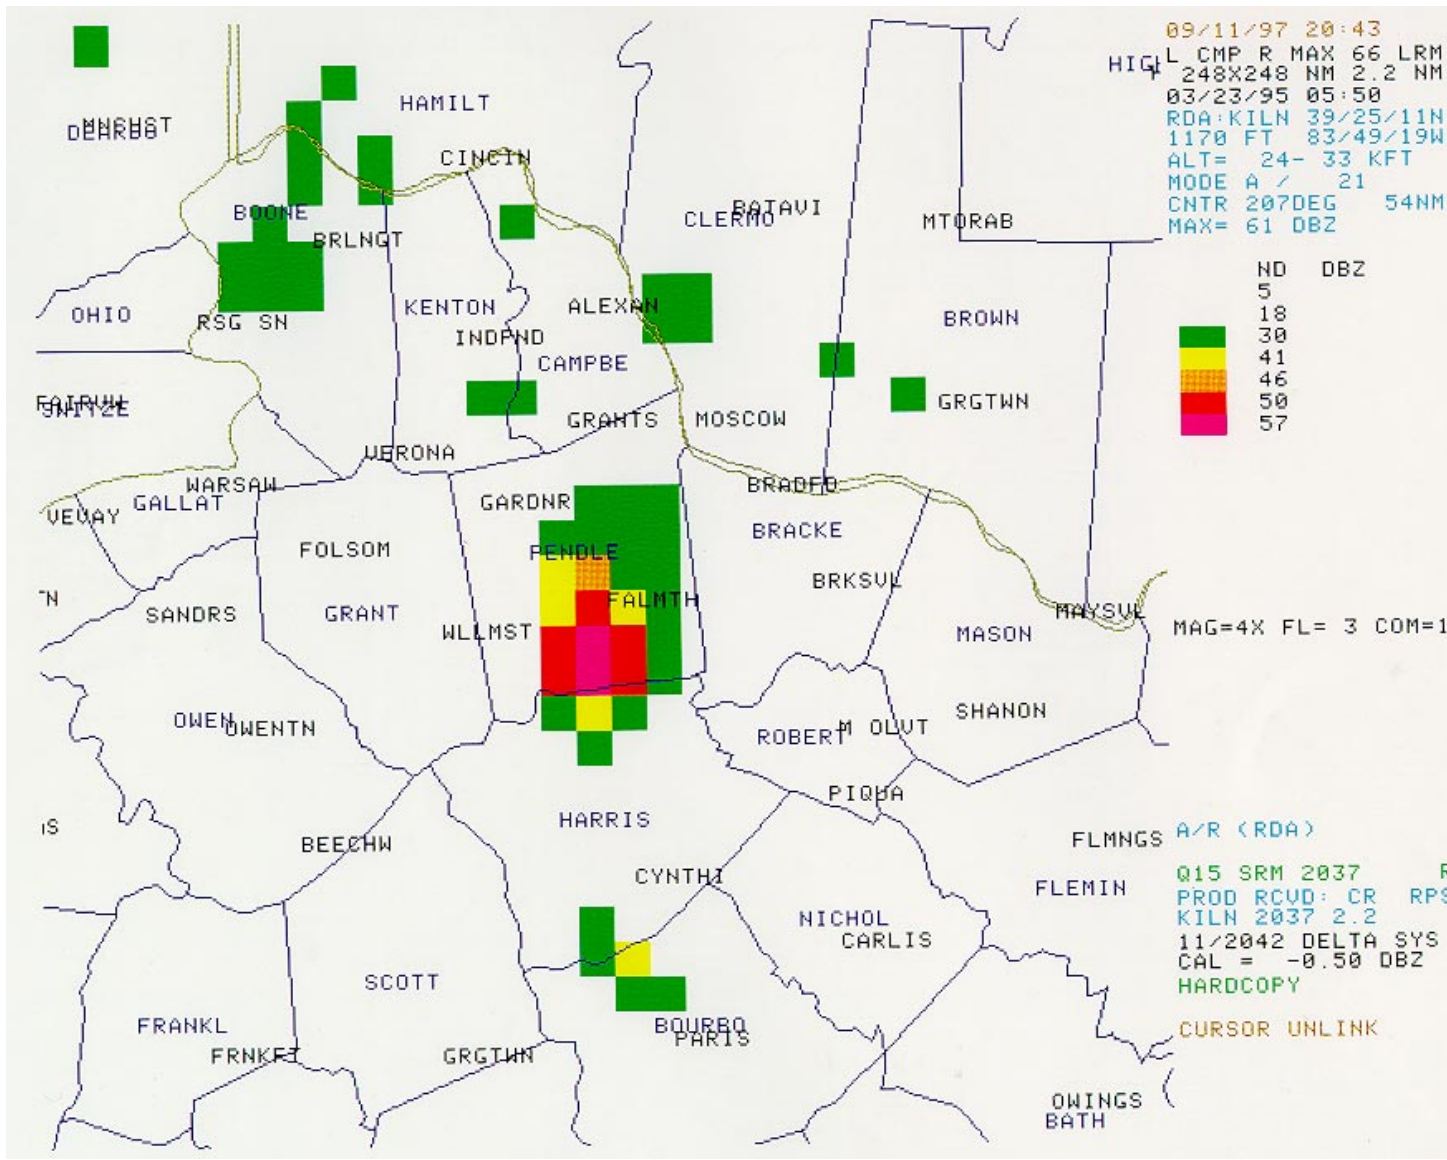 09/11/97 20:43
L CMP R MAX 66 LRM
248X248 NM 2.2 NM
03/23/95 05:50
RDA:KILN 39/25/11N
1170 FT 83/49/19W
ALT= 24- 33 KFT
MODE A / 21
CNTR 207DEG 54NM
MAX= 61 DBZ
ND DBZ
5
18
30
41
46
50
57
MAG=4X FL= 3 COM=1
A/R (RDA)
Q15 SRM 2037 R
PROD RCVD: CR RPS
KILN 2037 2.2
11/2042 DELTA SYS
CAL = -0.50 DBZ
HARDCOPY
CURSOR UNLINK
HIGH
HAMILT
MNCHST
CINCIN
BOONE
BRLNGT
CLERMO
BATAVI
MTORAB
OHIO
RSG SN
KENTON
INDPND
ALEXAN
CAMPBE
BROWN
GRANTS
MOSCOW
GRGTWN
VERONA
WARSAW
GALLAT
VEVAY
GARDNR
BRADFD
BRACKE
FOLSOM
PENDLE
BRKSVL
FALMTH
MAYSVL
SANDRS
GRANT
WLLMST
MASON
OWEN
OWENTN
ROBERT
M OLVT
SHANON
PIQUA
HARRIS
BEECHW
CYNTHI
FLMNGS
FLEMIN
NICHOL
CARLIS
SCOTT
FRANKL
FRNKFT
GRGTWN
BOURBO
PARIS
OWINGS
BATH